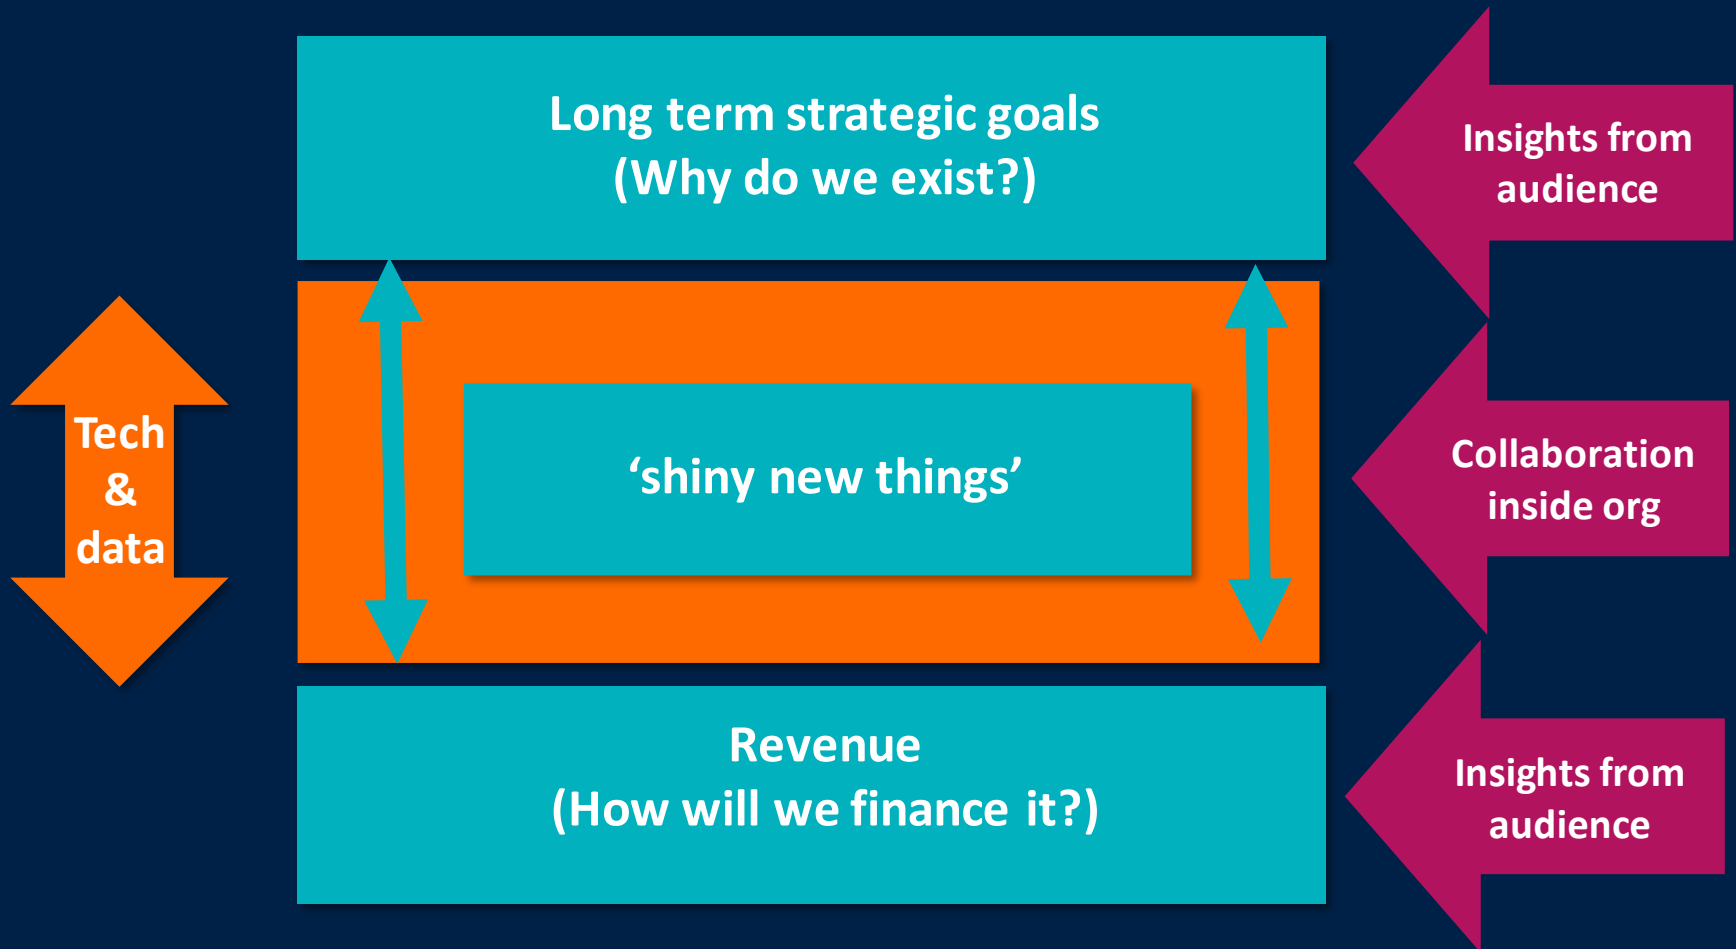 Long term strategic goals
(Why do we exist?)
Insights from
audience
Tech
&
data
‘shiny new things’
Collaboration
inside org
Revenue
(How will we finance it?)
Insights from
audience